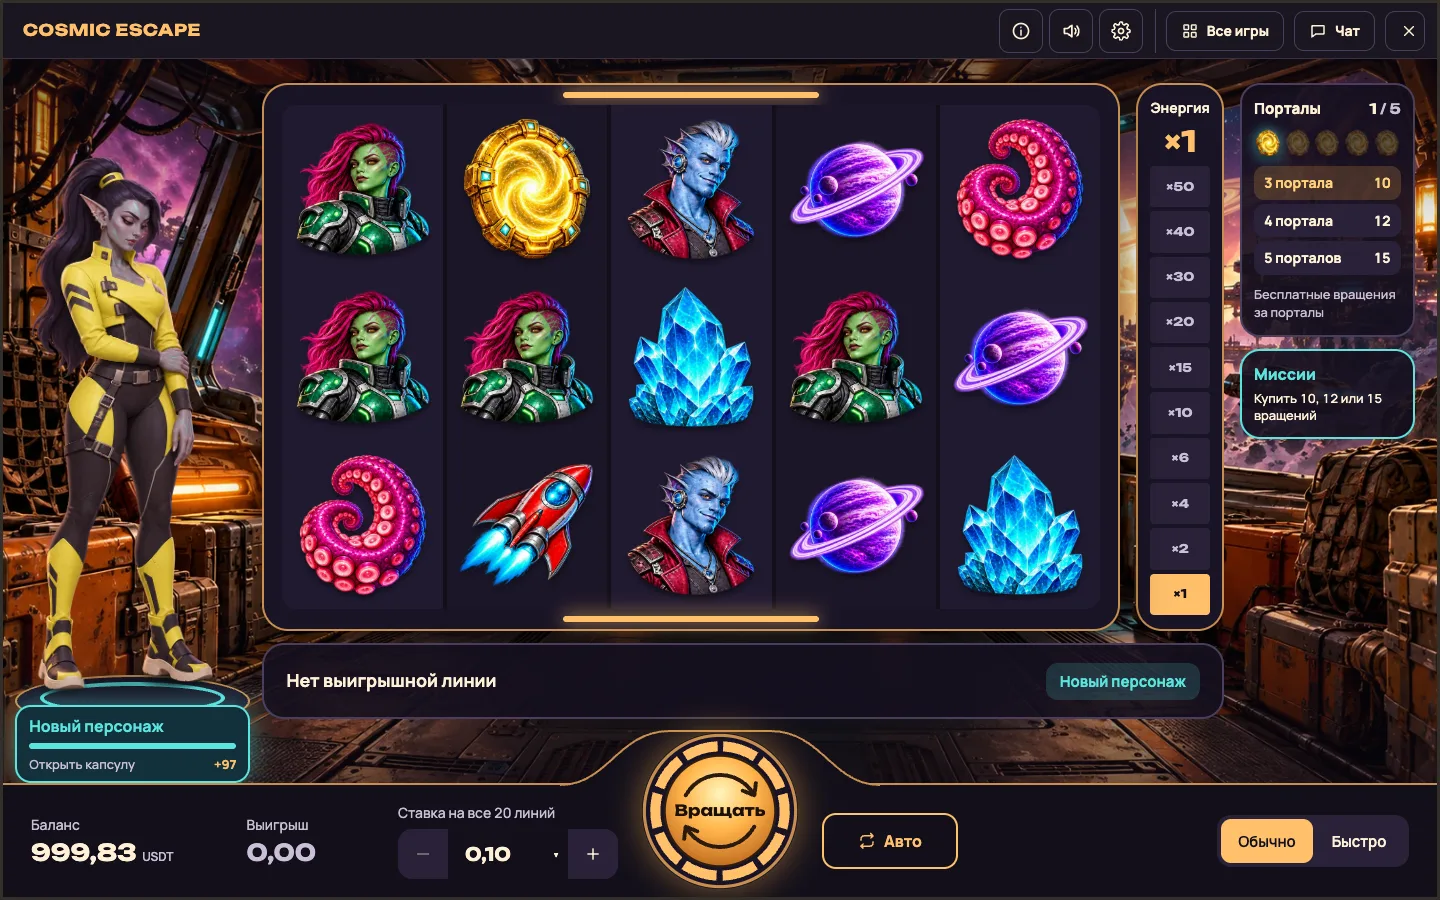 COSMIC ESCAPE
Все игры
Чат
Энергия
×1
×50
×40
×30
×20
×15
×10
×6
×4
×2
×1
Порталы 1 / 5
3 портала 10
4 портала 12
5 порталов 15
Бесплатные вращения
за порталы
Миссии
Купить 10, 12 или 15
вращений
Нет выигрышной линии
Новый персонаж
Новый персонаж
Открыть капсулу +97
Баланс
999,83 USDT
Выигрыш
0,00
Ставка на все 20 линий
− 0,10 +
Вращать
Авто
Обычно
Быстро